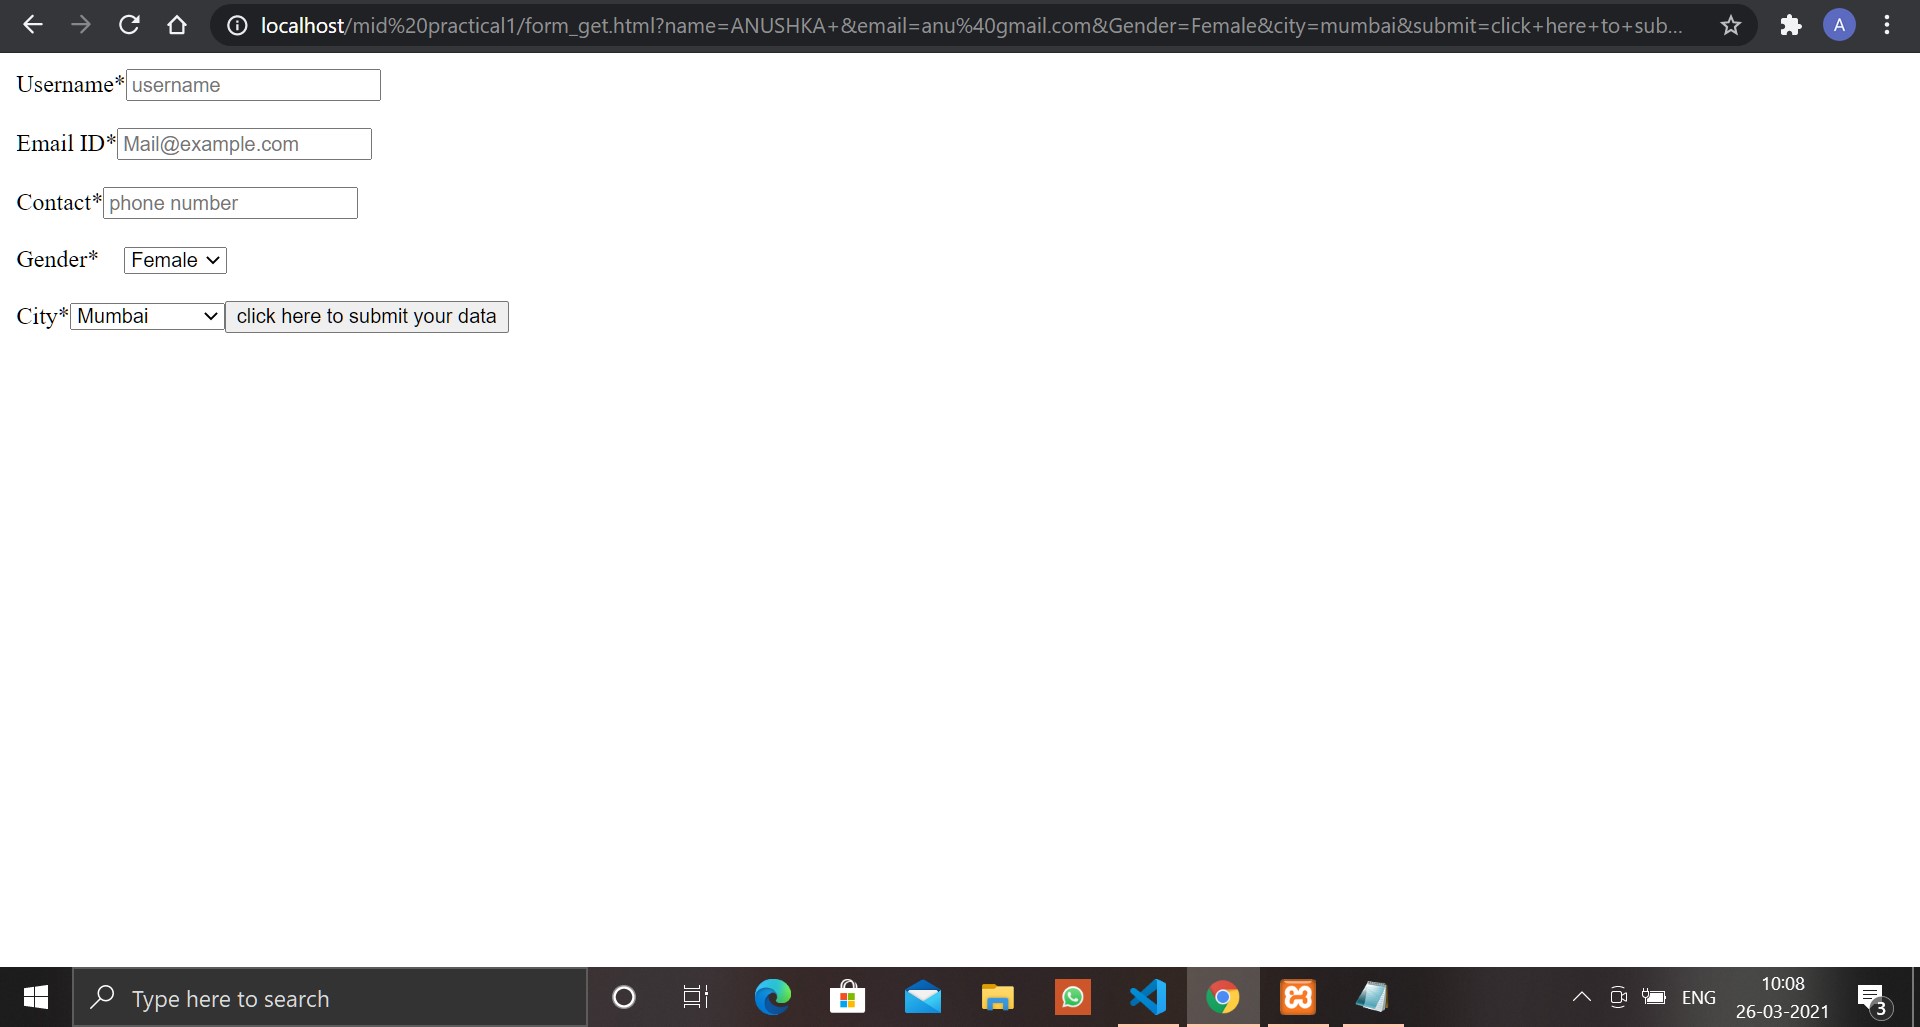 localhost/mid%20practical1/form_get.html?name=ANUSHKA+&email=anu%40gmail.com&Gender=Female&city=mumbai&submit=click+here+to+sub...
A
Username* username
Email ID* Mail@example.com
Contact* phone number
Gender* Female
City* Mumbai click here to submit your data
Type here to search
ENG
10:08
26-03-2021
3